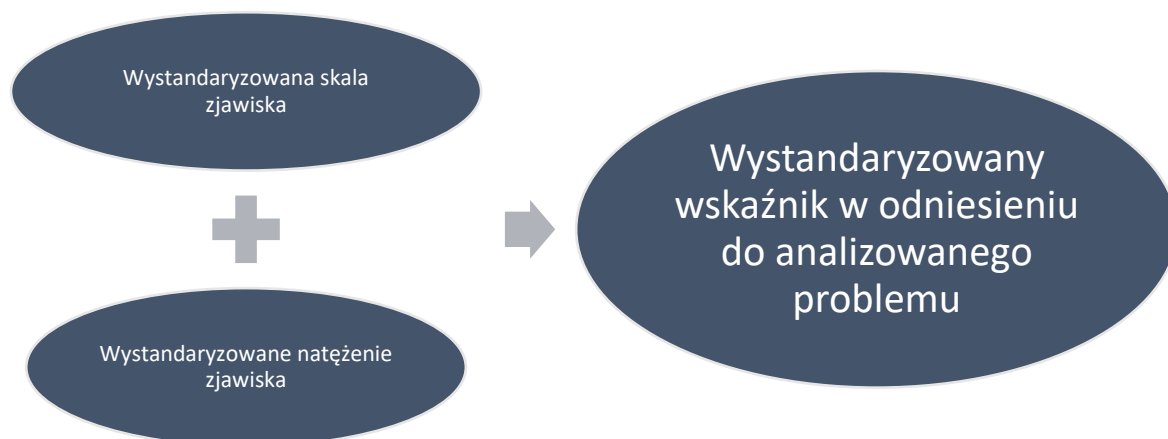 Wystandaryzowana skala
zjawiska
Wystandaryzowane natężenie
zjawiska
Wystandaryzowany
wskaźnik w odniesieniu
do analizowanego
problemu